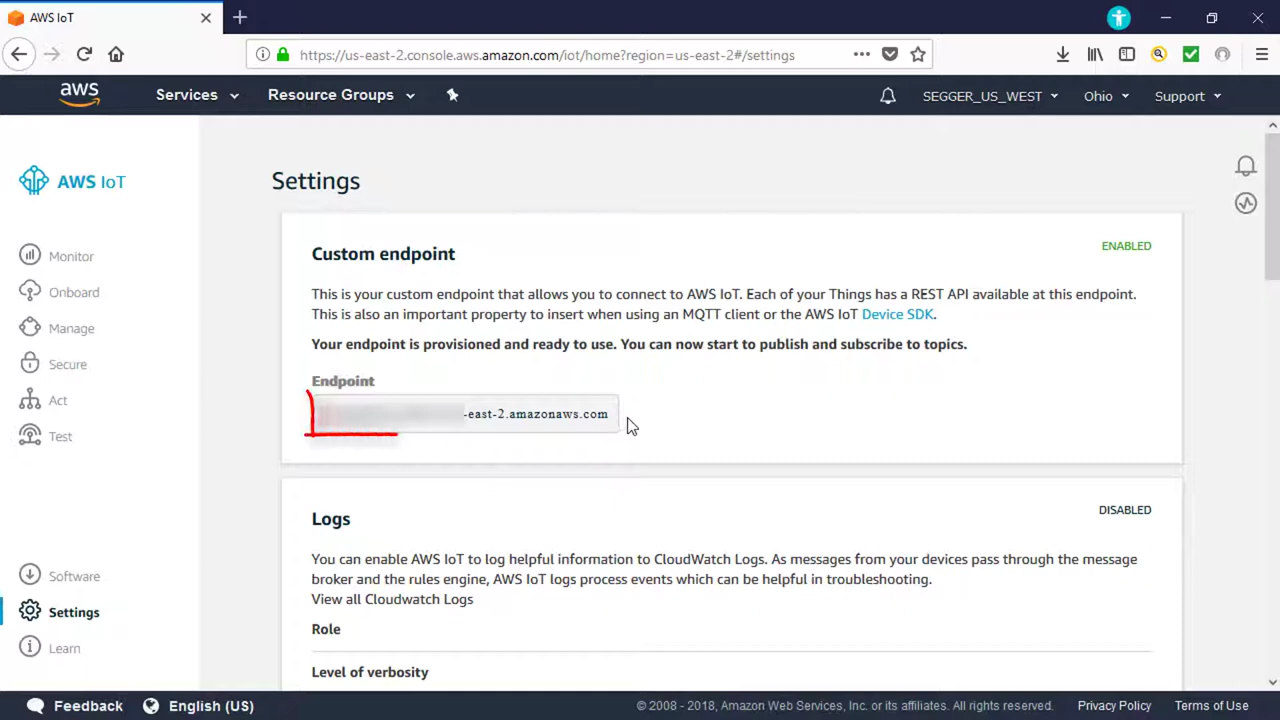 AWS IoT
https://us-east-2.console.aws.amazon.com/iot/home?region=us-east-2#/settings
aws
Services
Resource Groups
SEGGER_US_WEST
Ohio
Support
AWS IoT
Monitor
Onboard
Manage
Secure
Act
Test
Software
Settings
Learn
Settings
Custom endpoint
ENABLED
This is your custom endpoint that allows you to connect to AWS IoT. Each of your Things has a REST API available at this endpoint.
This is also an important property to insert when using an MQTT client or the AWS IoT Device SDK.
Your endpoint is provisioned and ready to use. You can now start to publish and subscribe to topics.
Endpoint
-east-2.amazonaws.com
Logs
DISABLED
You can enable AWS IoT to log helpful information to CloudWatch Logs. As messages from your devices pass through the message
broker and the rules engine, AWS IoT logs process events which can be helpful in troubleshooting.
View all Cloudwatch Logs
Role
Level of verbosity
Feedback
English (US)
© 2008 - 2018, Amazon Web Services, Inc. or its affiliates. All rights reserved.
Privacy Policy
Terms of Use